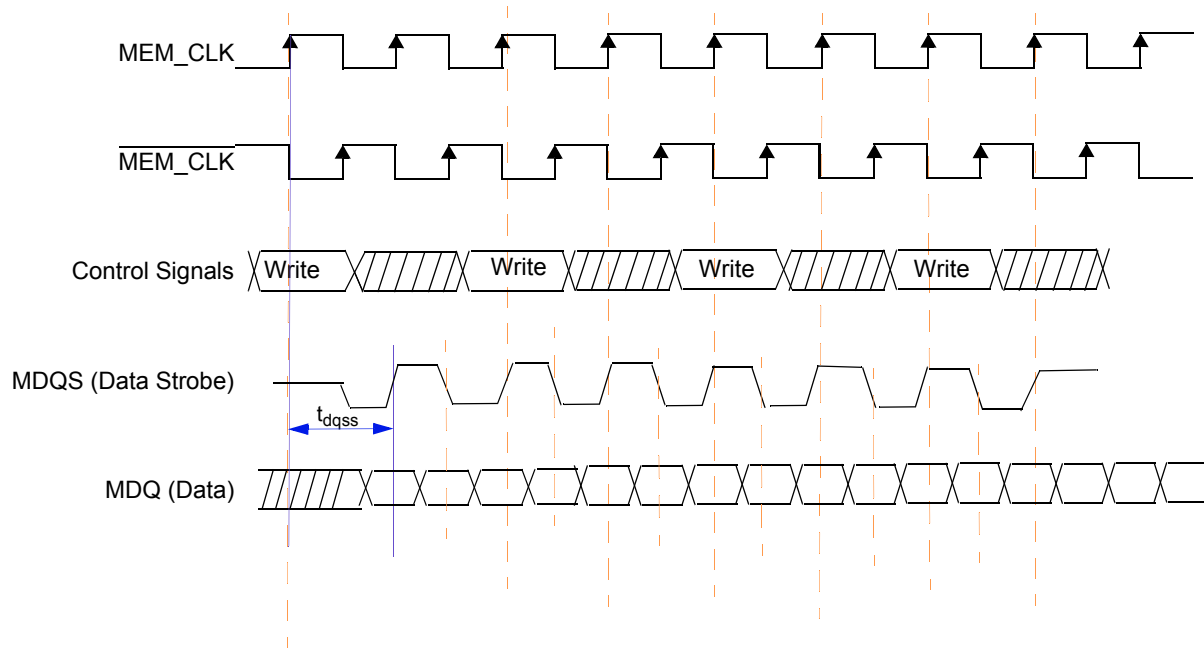 MEM_CLK
MEM_CLK
Control Signals Write Write Write Write
MDQS (Data Strobe)
tdqss
MDQ (Data)